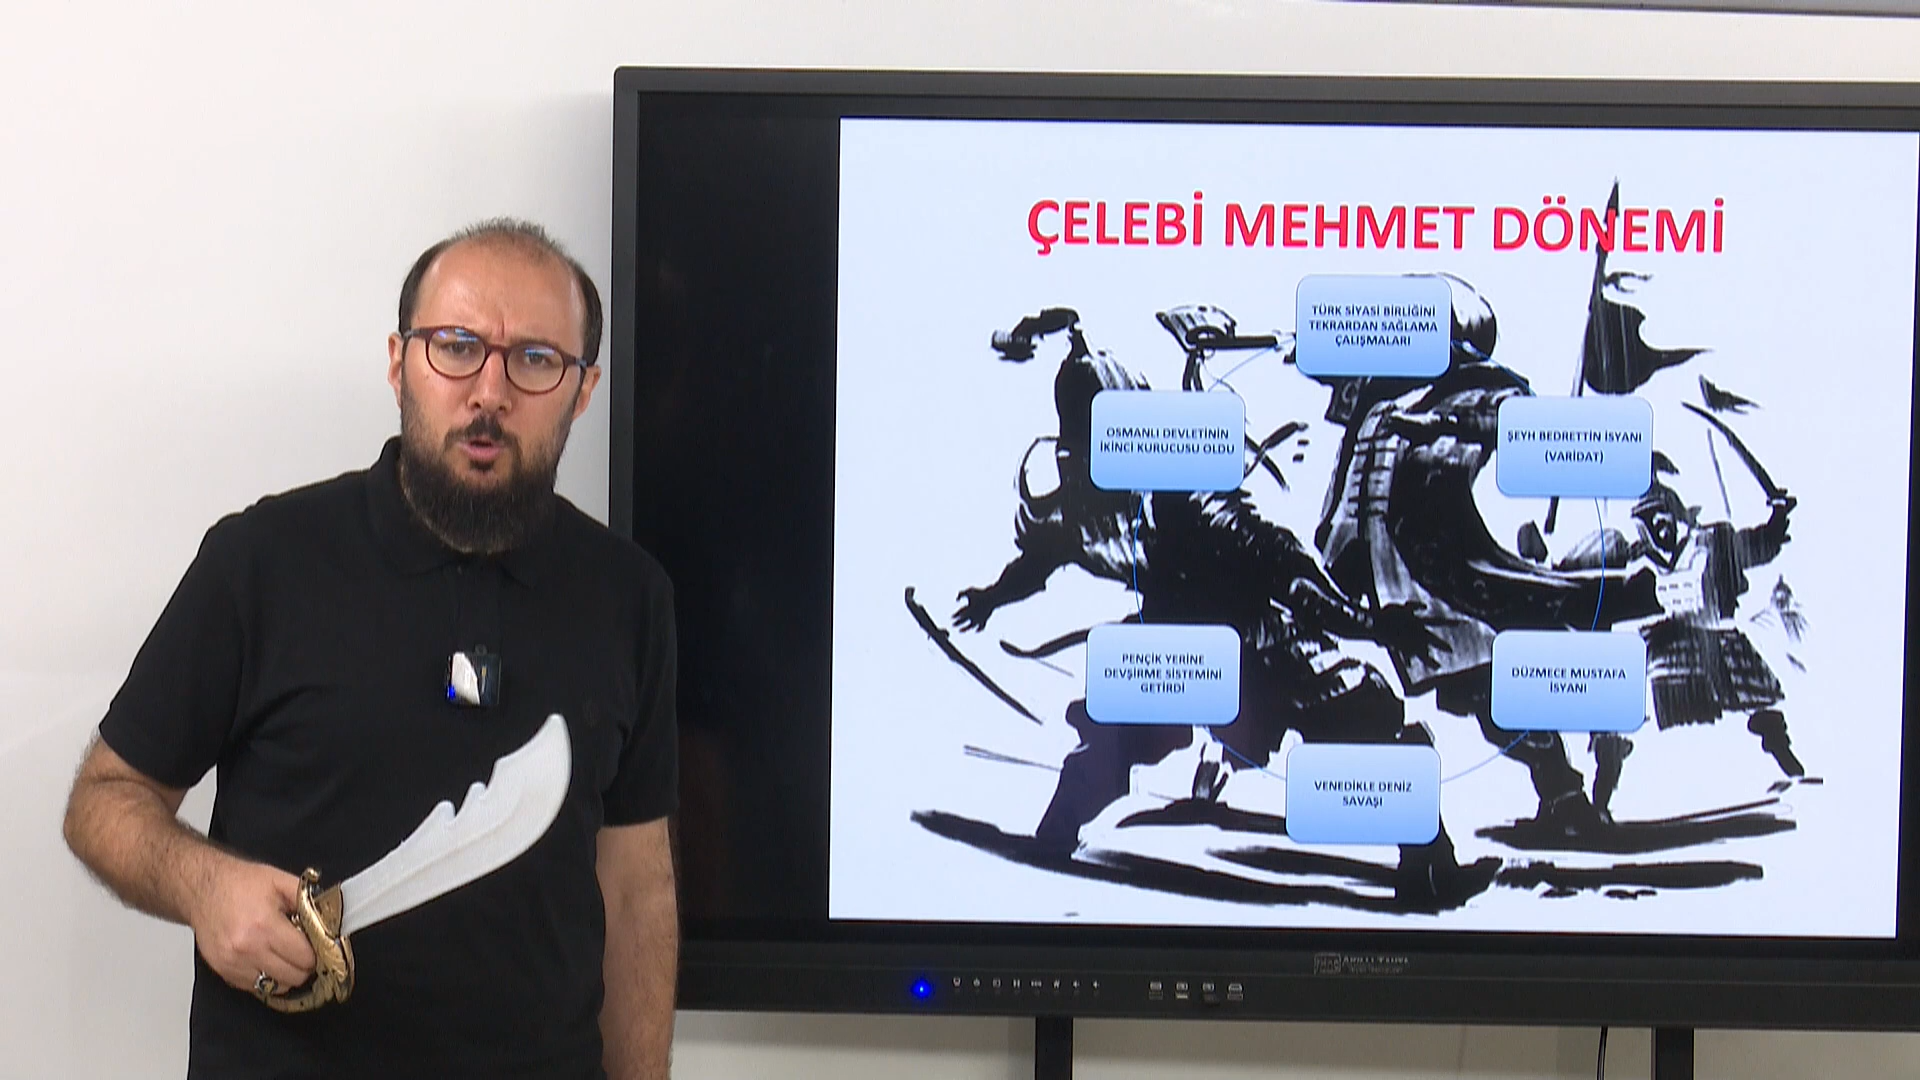 ÇELEBİ MEHMET DÖNEMİ
TÜRK SİYASİ BİRLİĞİNİ
TEKRARDAN SAĞLAMA
ÇALIŞMALARI
ŞEYH BEDRETTİN İSYANI
(VARİDAT)
DÜZMECE MUSTAFA
İSYANI
VENEDİKLE DENİZ
SAVAŞI
PENÇİK YERİNE
DEVŞİRME SİSTEMİNİ
GETİRDİ
OSMANLI DEVLETİNİN
İKİNCİ KURUCUSU OLDU